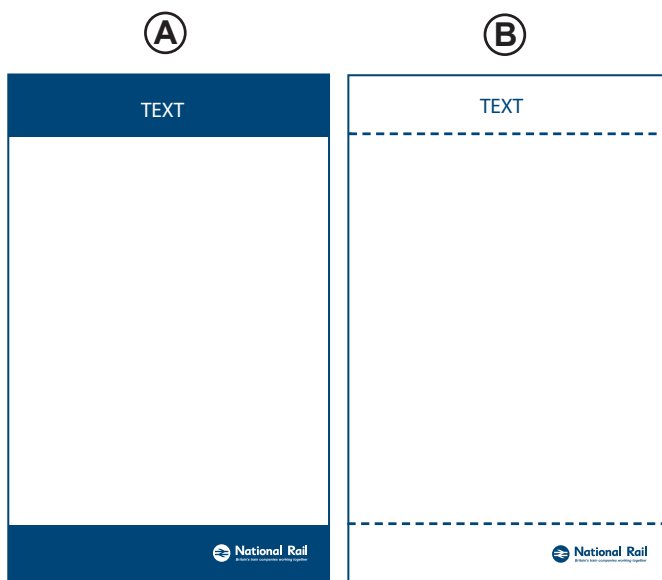 A
B
TEXT
TEXT
National Rail
Britain's train companies working together
National Rail
Britain's train companies working together